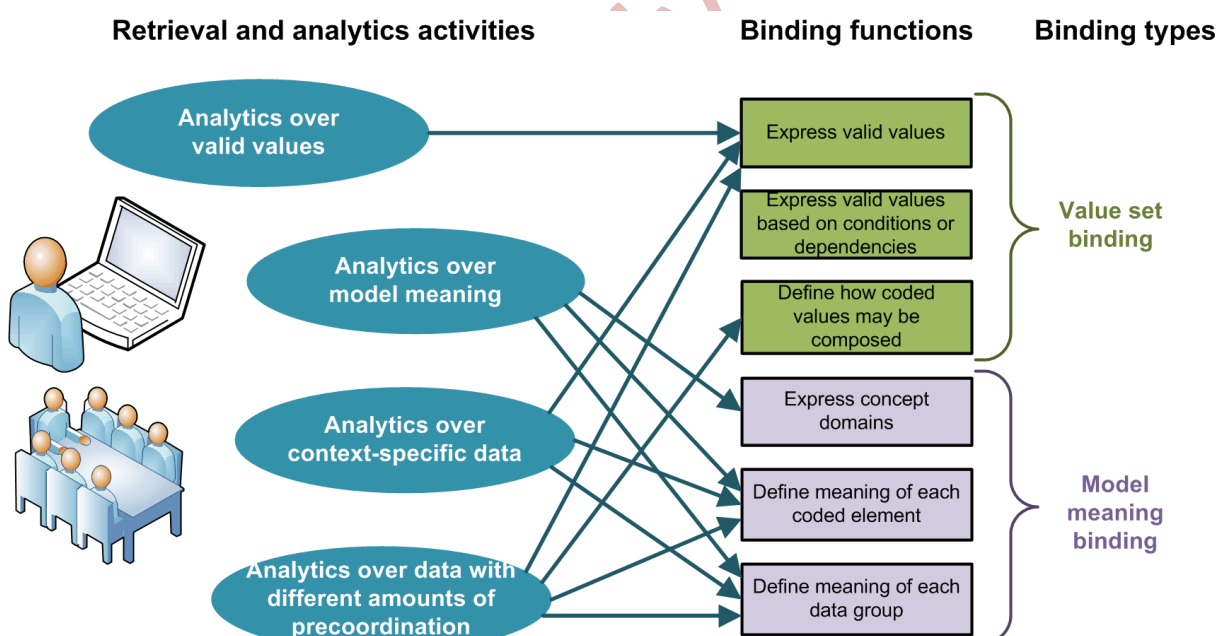 Retrieval and analytics activities
Binding functions
Binding types
Analytics over
valid values
Analytics over
model meaning
Analytics over
context-specific data
Analytics over data with
different amounts of
precoordination
Express valid values
Express valid values
based on conditions or
dependencies
Define how coded
values may be
composed
Express concept
domains
Define meaning of each
coded element
Define meaning of each
data group
Value set
binding
Model
meaning
binding